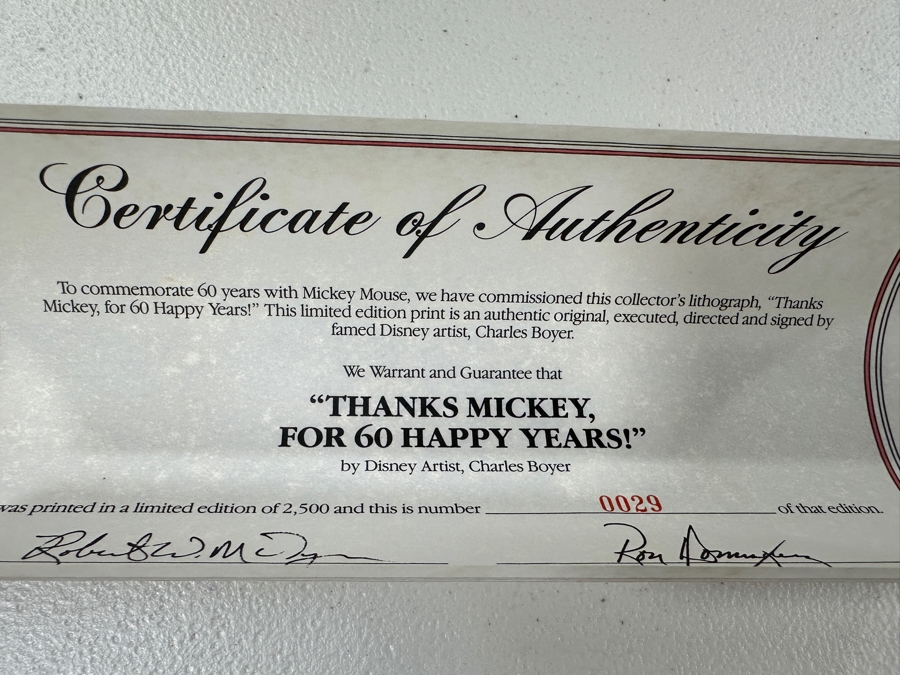 Certificate of Authenticity
To commemorate 60 years with Mickey Mouse, we have commissioned this collector's lithograph, “Thanks
Mickey, for 60 Happy Years!” This limited edition print is an authentic original, executed, directed and signed by
famed Disney artist, Charles Boyer.
We Warrant and Guarantee that
“THANKS MICKEY,
FOR 60 HAPPY YEARS!”
by Disney Artist, Charles Boyer
was printed in a limited edition of 2,500 and this is number 0029 of that edition.
Robert W. Ron